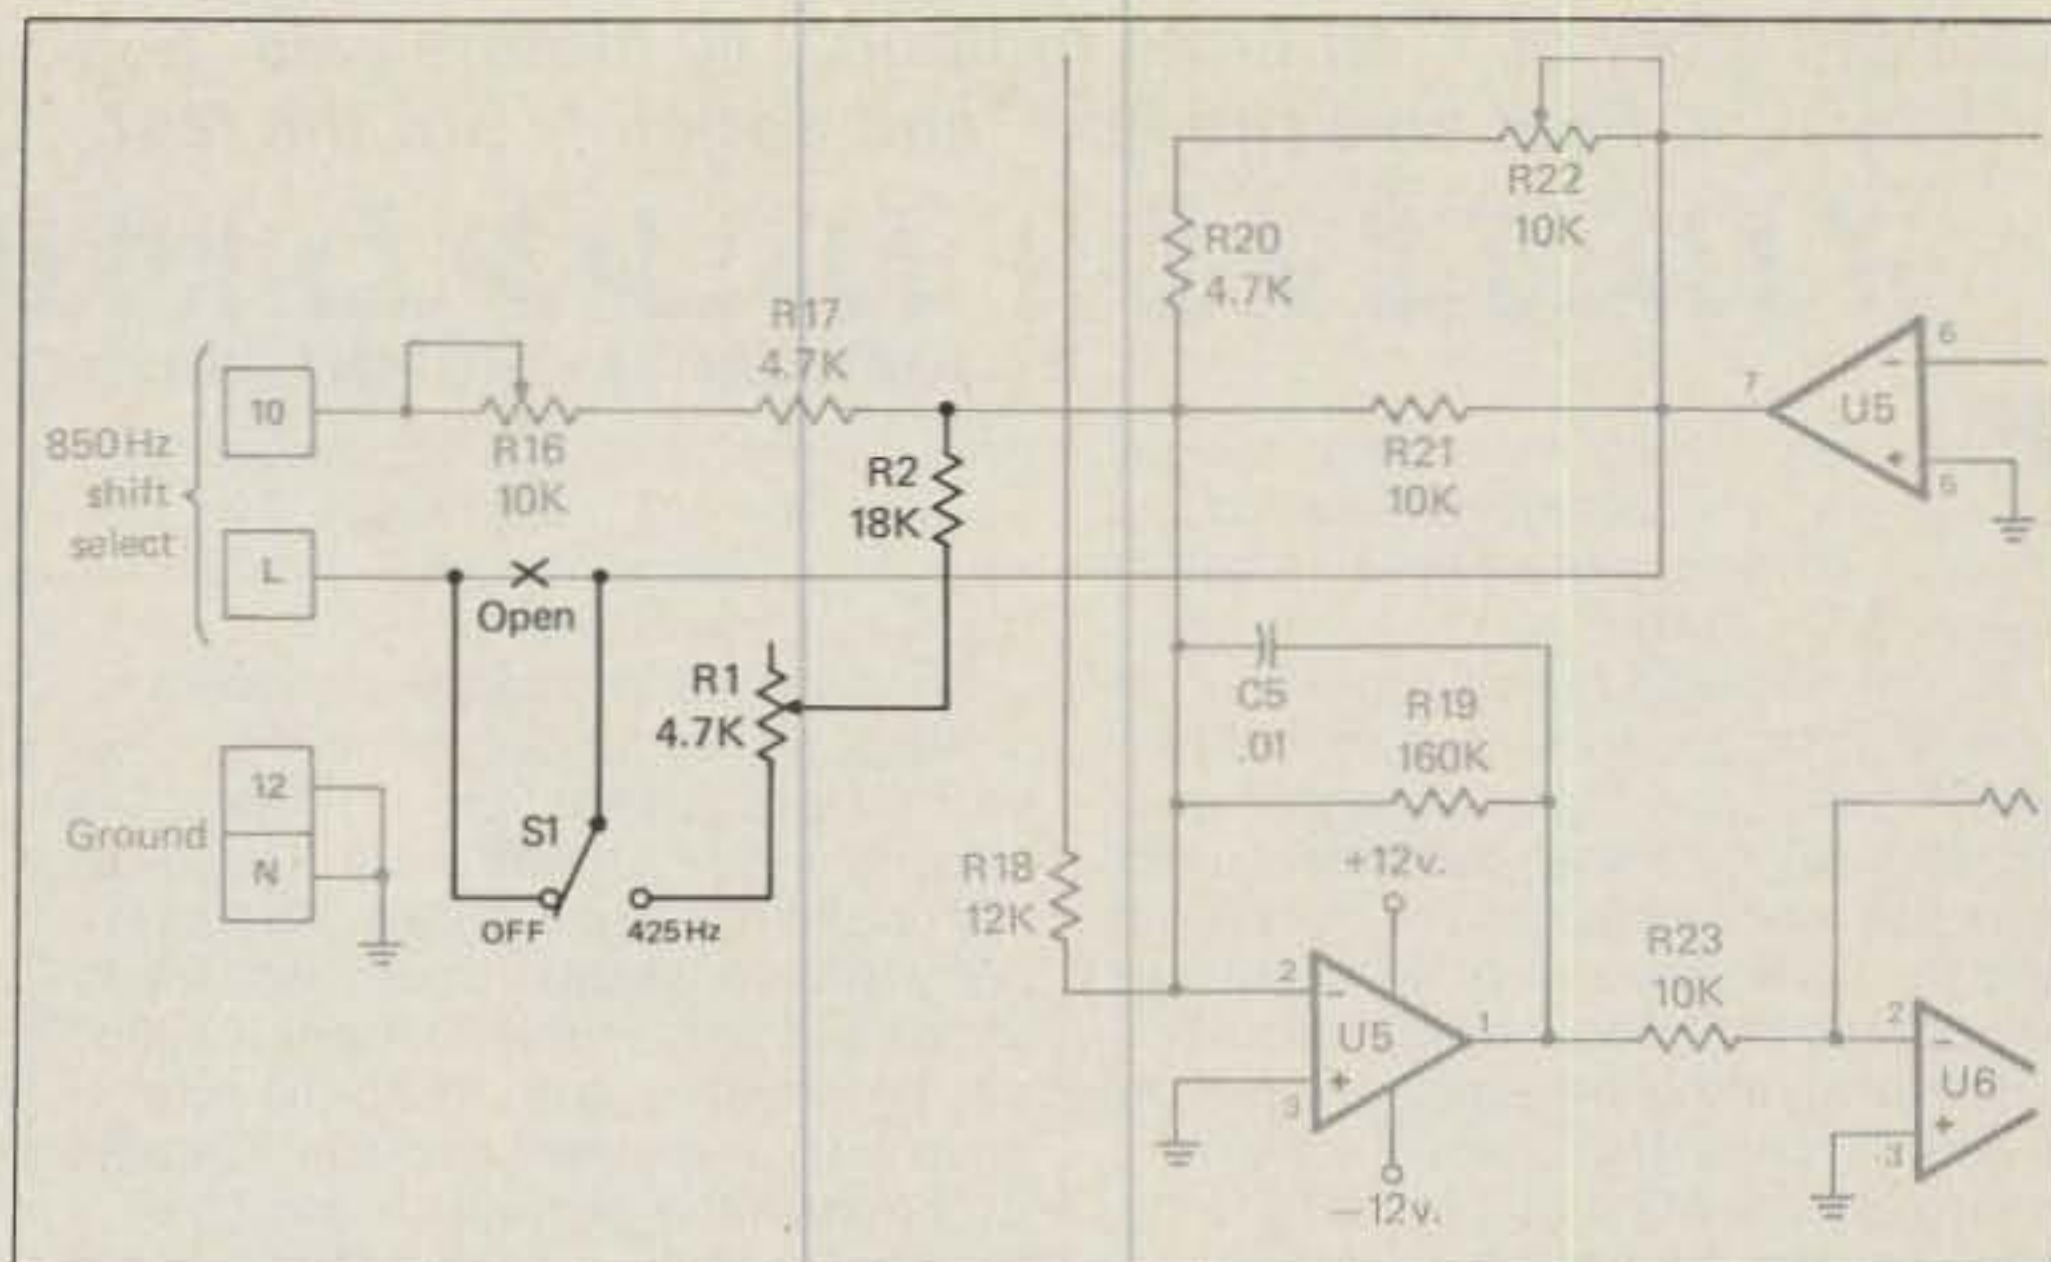 R22
10K
R20
4.7K
R17
4.7K
850Hz
shift
select
10
R16
10K
R2
18K
R21
10K
7
6
-
U5
+
5
L
Open
R1
4.7K
C5
.01
R19
160K
Ground
12
N
S1
OFF
425Hz
R18
12K
+12v.
2
-
U5
1
+
3
-12v.
R23
10K
2
-
U6
+
3